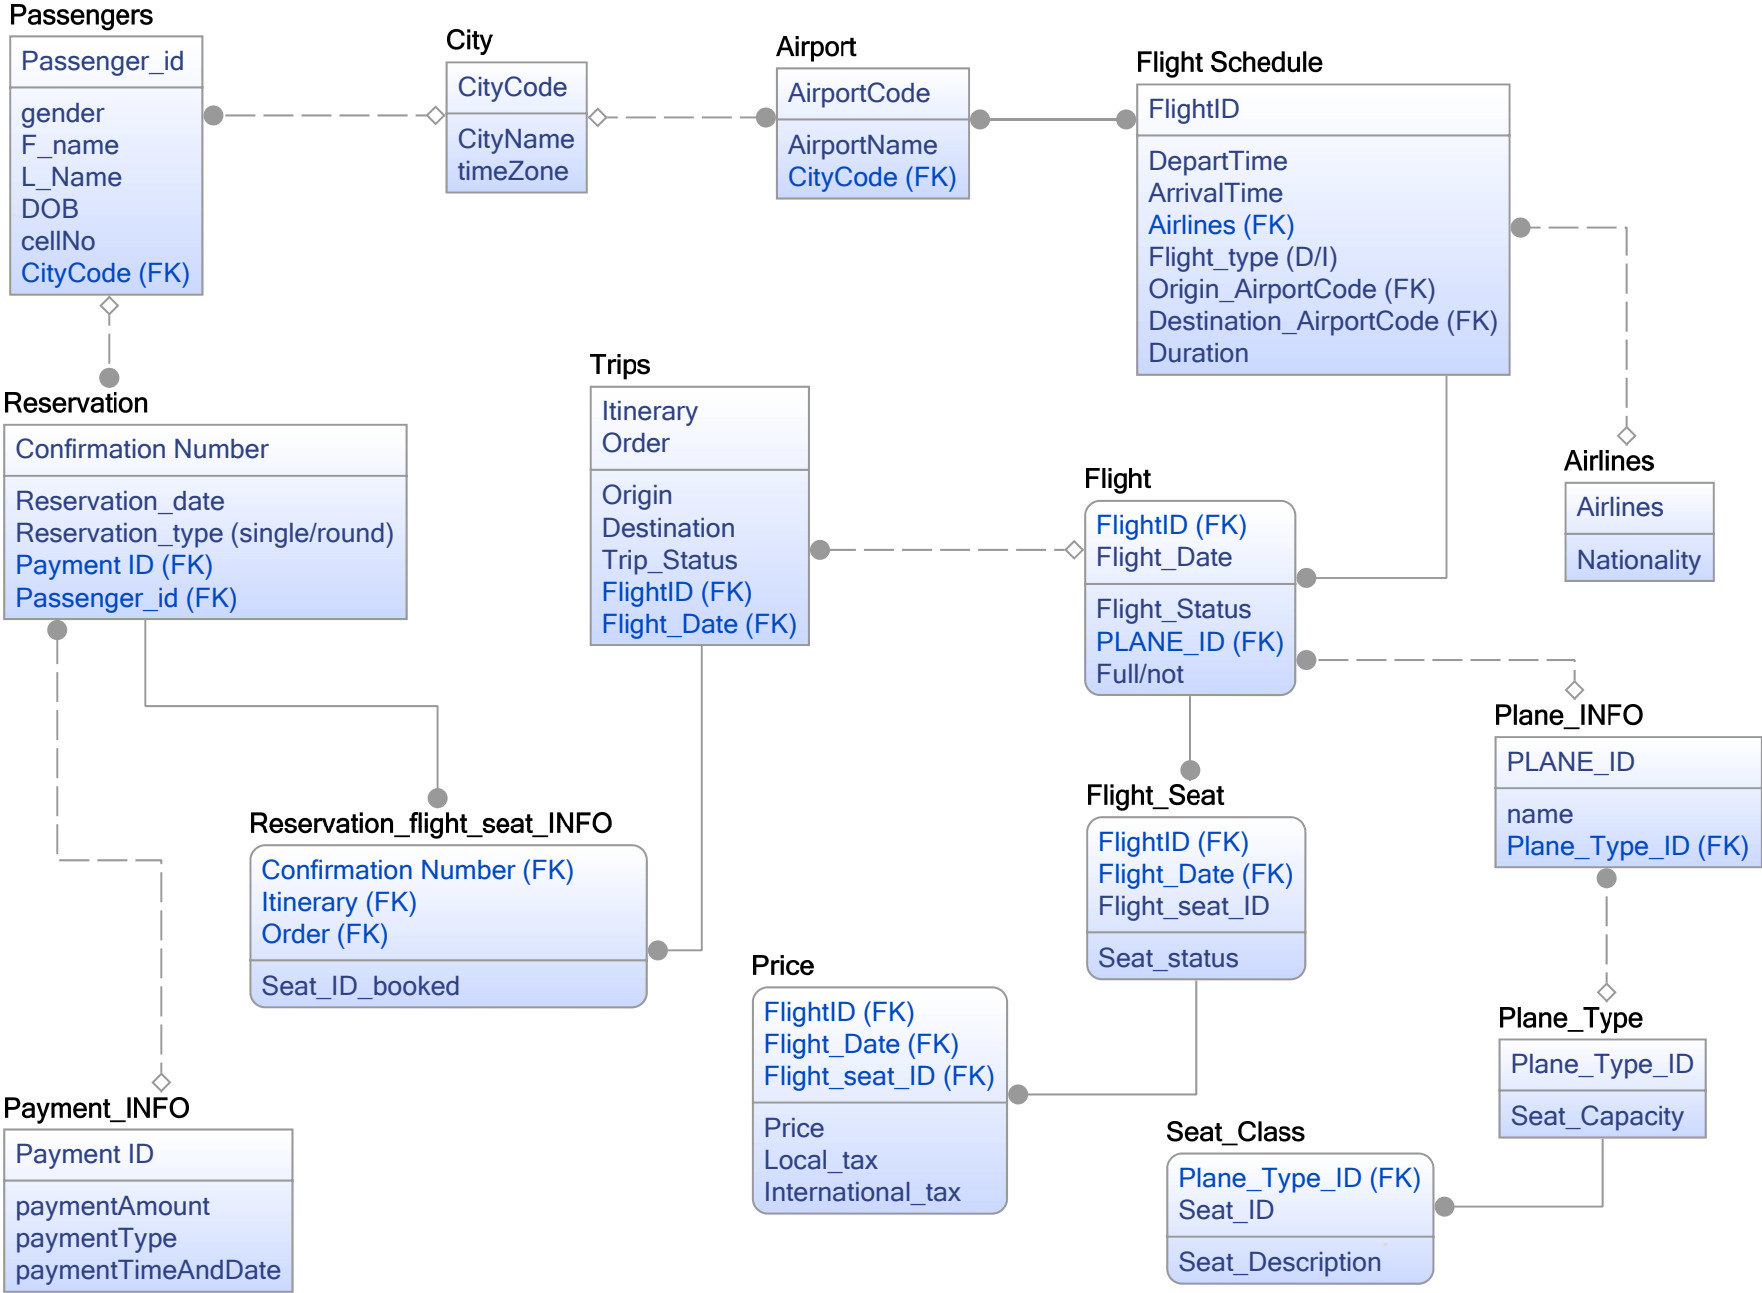 Passengers
Passenger_id
gender
F_name
L_Name
DOB
cellNo
CityCode (FK)
City
CityCode
CityName
timeZone
Airport
AirportCode
AirportName
CityCode (FK)
Flight Schedule
FlightID
DepartTime
ArrivalTime
Airlines (FK)
Flight_type (D/I)
Origin_AirportCode (FK)
Destination_AirportCode (FK)
Duration
Reservation
Confirmation Number
Reservation_date
Reservation_type (single/round)
Payment ID (FK)
Passenger_id (FK)
Trips
Itinerary
Order
Origin
Destination
Trip_Status
FlightID (FK)
Flight_Date (FK)
Flight
FlightID (FK)
Flight_Date
Flight_Status
PLANE_ID (FK)
Full/not
Airlines
Airlines
Nationality
Plane_INFO
PLANE_ID
name
Plane_Type_ID (FK)
Reservation_flight_seat_INFO
Confirmation Number (FK)
Itinerary (FK)
Order (FK)
Seat_ID_booked
Flight_Seat
FlightID (FK)
Flight_Date (FK)
Flight_seat_ID
Seat_status
Price
FlightID (FK)
Flight_Date (FK)
Flight_seat_ID (FK)
Price
Local_tax
International_tax
Plane_Type
Plane_Type_ID
Seat_Capacity
Payment_INFO
Payment ID
paymentAmount
paymentType
paymentTimeAndDate
Seat_Class
Plane_Type_ID (FK)
Seat_ID
Seat_Description